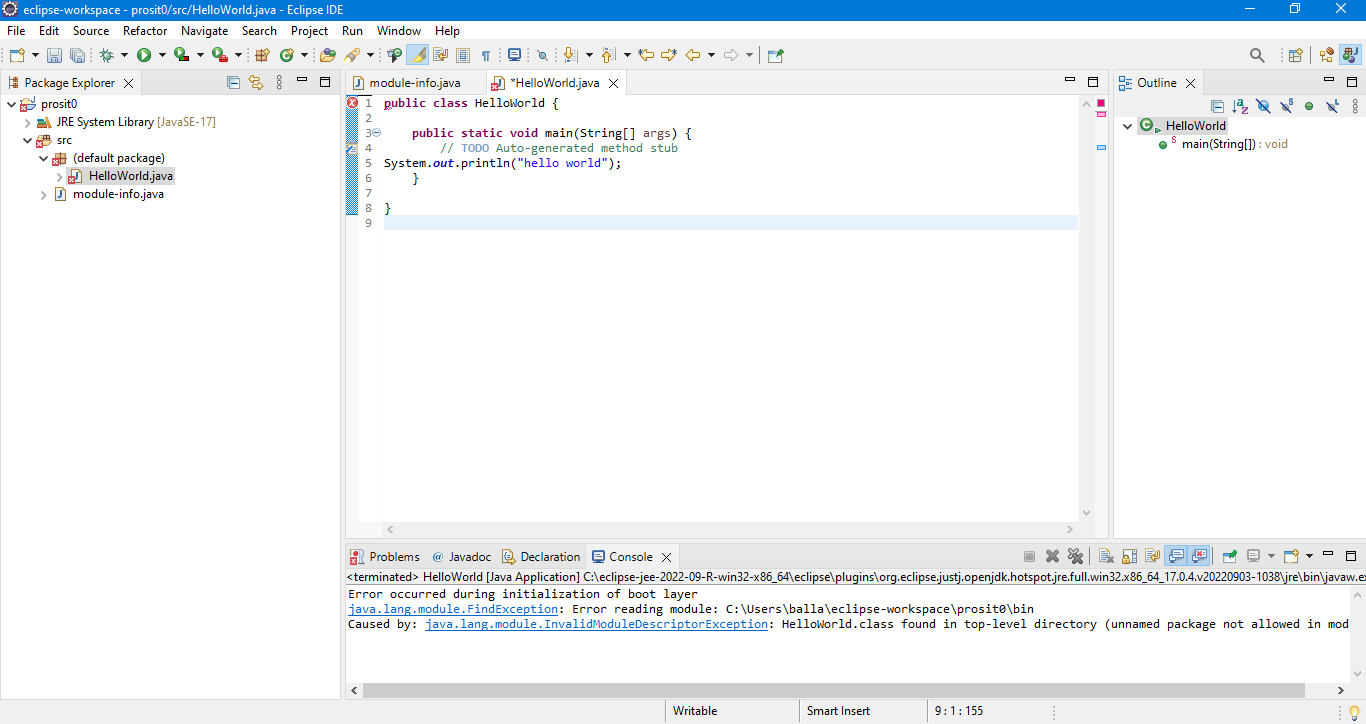 eclipse-workspace - prosit0/src/HelloWorld.java - Eclipse IDE
File Edit Source Refactor Navigate Search Project Run Window Help
Package Explorer
prosit0
JRE System Library [JavaSE-17]
src
(default package)
HelloWorld.java
module-info.java
module-info.java *HelloWorld.java
1 public class HelloWorld {
2
3 public static void main(String[] args) {
4 // TODO Auto-generated method stub
5 System.out.println("hello world");
6 }
7
8 }
9
Outline
HelloWorld
main(String[]) : void
Problems @ Javadoc Declaration Console
<terminated> HelloWorld [Java Application] C:\eclipse-jee-2022-09-R-win32-x86_64\eclipse\plugins\org.eclipse.justj.openjdk.hotspot.jre.full.win32.x86_64_17.0.4.v20220903-1038\jre\bin\javaw.ex
Error occurred during initialization of boot layer
java.lang.module.FindException: Error reading module: C:\Users\balla\eclipse-workspace\prosit0\bin
Caused by: java.lang.module.InvalidModuleDescriptorException: HelloWorld.class found in top-level directory (unnamed package not allowed in mod
Writable Smart Insert 9 : 1 : 155